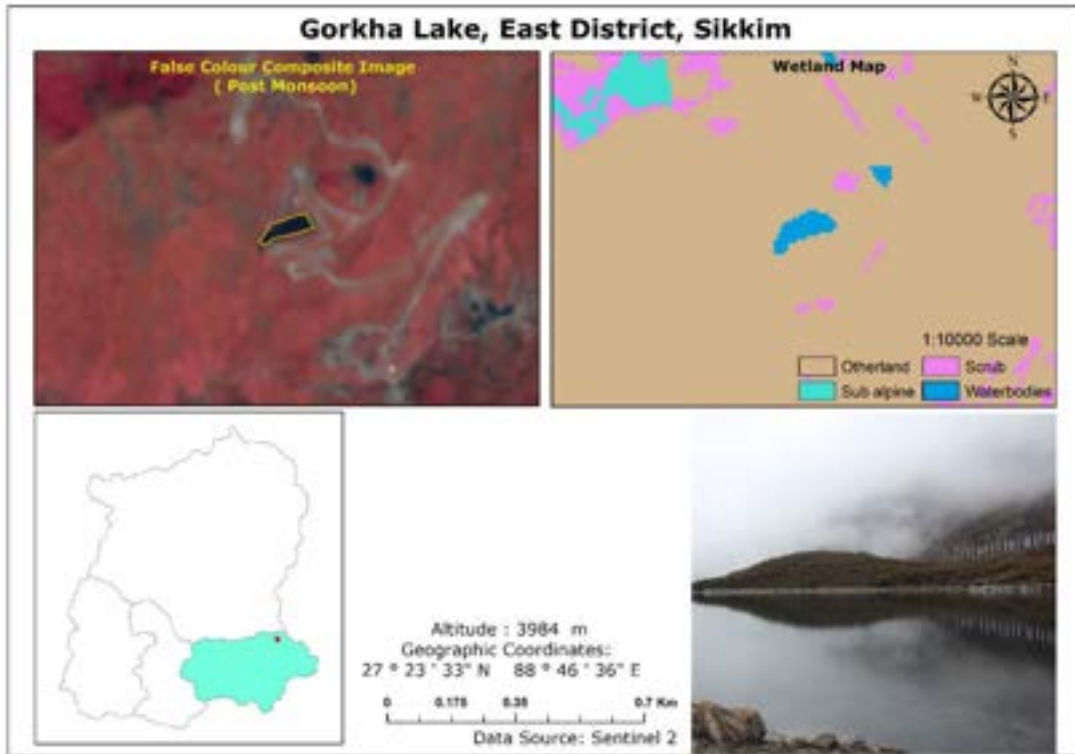 Gorkha Lake, East District, Sikkim
False Colour Composite Image
( Post Monsoon)
Wetland Map
N
W E
S
1:10000 Scale
Otherland Scrub
Sub alpine Waterbodies
Altitude : 3984 m
Geographic Coordinates:
27 º 23 ' 33" N 88 º 46 ' 36" E
0 0.175 0.35 0.7 Km
Data Source: Sentinel 2